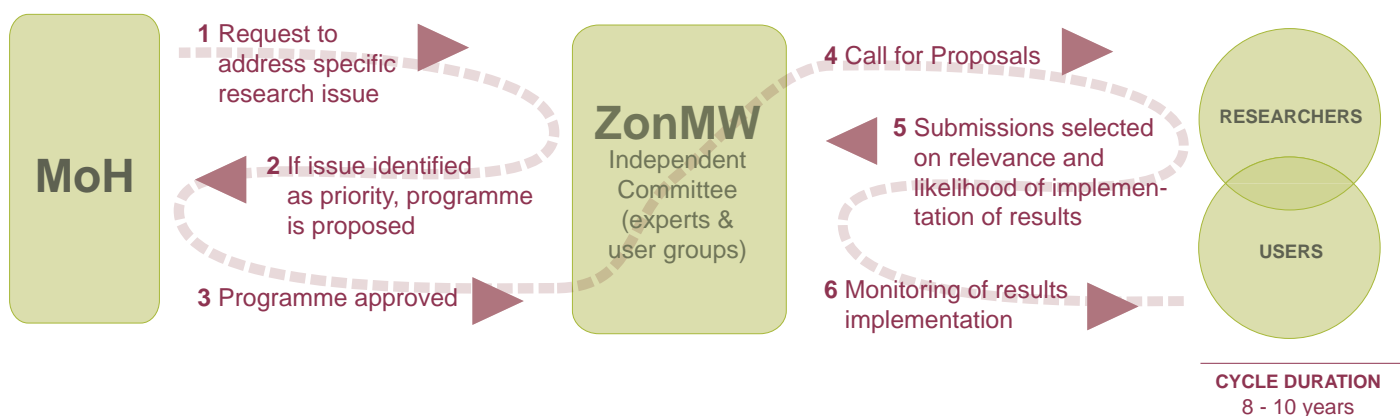 MoH
1 Request to
address specific
research issue
2 If issue identified
as priority, programme
is proposed
3 Programme approved
ZonMW
Independent
Committee
(experts &
user groups)
4 Call for Proposals
5 Submissions selected
on relevance and
likelihood of implemen-
tation of results
6 Monitoring of results
implementation
RESEARCHERS
USERS
CYCLE DURATION
8 - 10 years